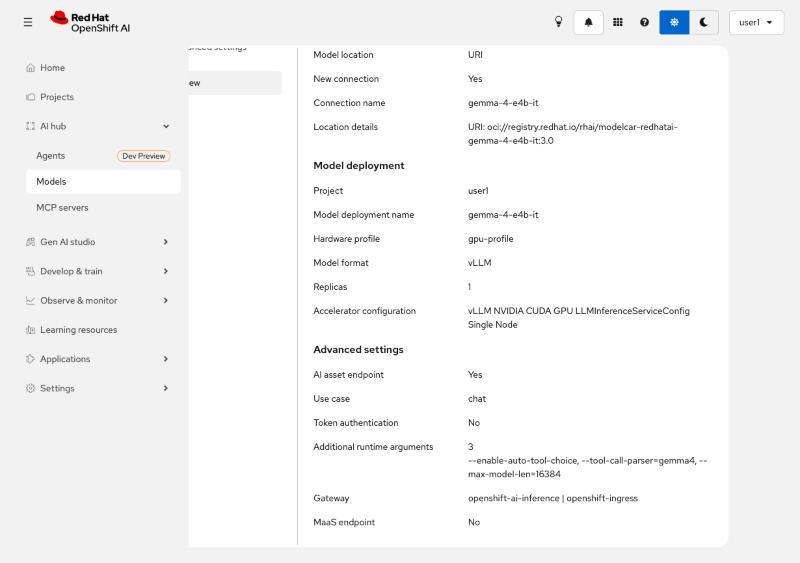 Red Hat
OpenShift AI
user1
Home
Projects
AI hub
Agents
Dev Preview
Models
MCP servers
Gen AI studio
Develop & train
Observe & monitor
Learning resources
Applications
Settings
settings
ew
Model location URI
New connection Yes
Connection name gemma-4-e4b-it
Location details URI: oci://registry.redhat.io/rhai/modelcar-redhatai-
gemma-4-e4b-it:3.0
Model deployment
Project user1
Model deployment name gemma-4-e4b-it
Hardware profile gpu-profile
Model format vLLM
Replicas 1
Accelerator configuration vLLM NVIDIA CUDA GPU LLMInferenceServiceConfig
Single Node
Advanced settings
AI asset endpoint Yes
Use case chat
Token authentication No
Additional runtime arguments 3
--enable-auto-tool-choice, --tool-call-parser=gemma4, --
max-model-len=16384
Gateway openshift-ai-inference | openshift-ingress
MaaS endpoint No